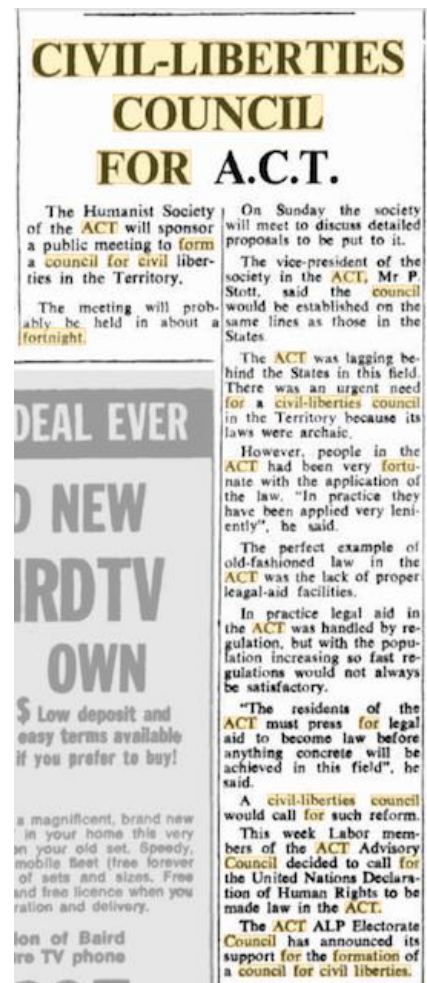 CIVIL-LIBERTIES
COUNCIL
FOR A.C.T.
The Humanist Society
of the ACT will sponsor
a public meeting to form
a council for civil liber-
ties in the Territory.
The meeting will prob-
ably be held in about a
fortnight.
On Sunday the society
will meet to discuss detailed
proposals to be put to it.
The vice-president of the
society in the ACT, Mr P.
Stott, said the council
would be established on the
same lines as those in the
States.
The ACT was lagging be-
hind the States in this field.
There was an urgent need
for a civil-liberties council
in the Territory because its
laws were archaic.
However, people in the
ACT had been very fortu-
nate with the application of
the law. "In practice they
have been applied very leni-
ently", he said.
The perfect example of
old-fashioned law in the
ACT was the lack of proper
leagal-aid facilities.
In practice legal aid in
the ACT was handled by re-
gulation, but with the popu-
lation increasing so fast re-
gulations would not always
be satisfactory.
"The residents of the
ACT must press for legal
aid to become law before
anything concrete will be
achieved in this field", he
said.
A civil-liberties council
would call for such reform.
This week Labor mem-
bers of the ACT Advisory
Council decided to call for
the United Nations Declara-
tion of Human Rights to be
made law in the ACT.
The ACT ALP Electorate
Council has announced its
support for the formation of
a council for civil liberties.
DEAL EVER
NEW
IRDTV
OWN
$ Low deposit and
easy terms available
if you prefer to buy!
a magnificent, brand new
in your home this very
on your old set. Speedy,
mobile fleet (free forever
of sets and sizes. Free
and free licence when you
ration and delivery.
ion of Baird
re TV phone